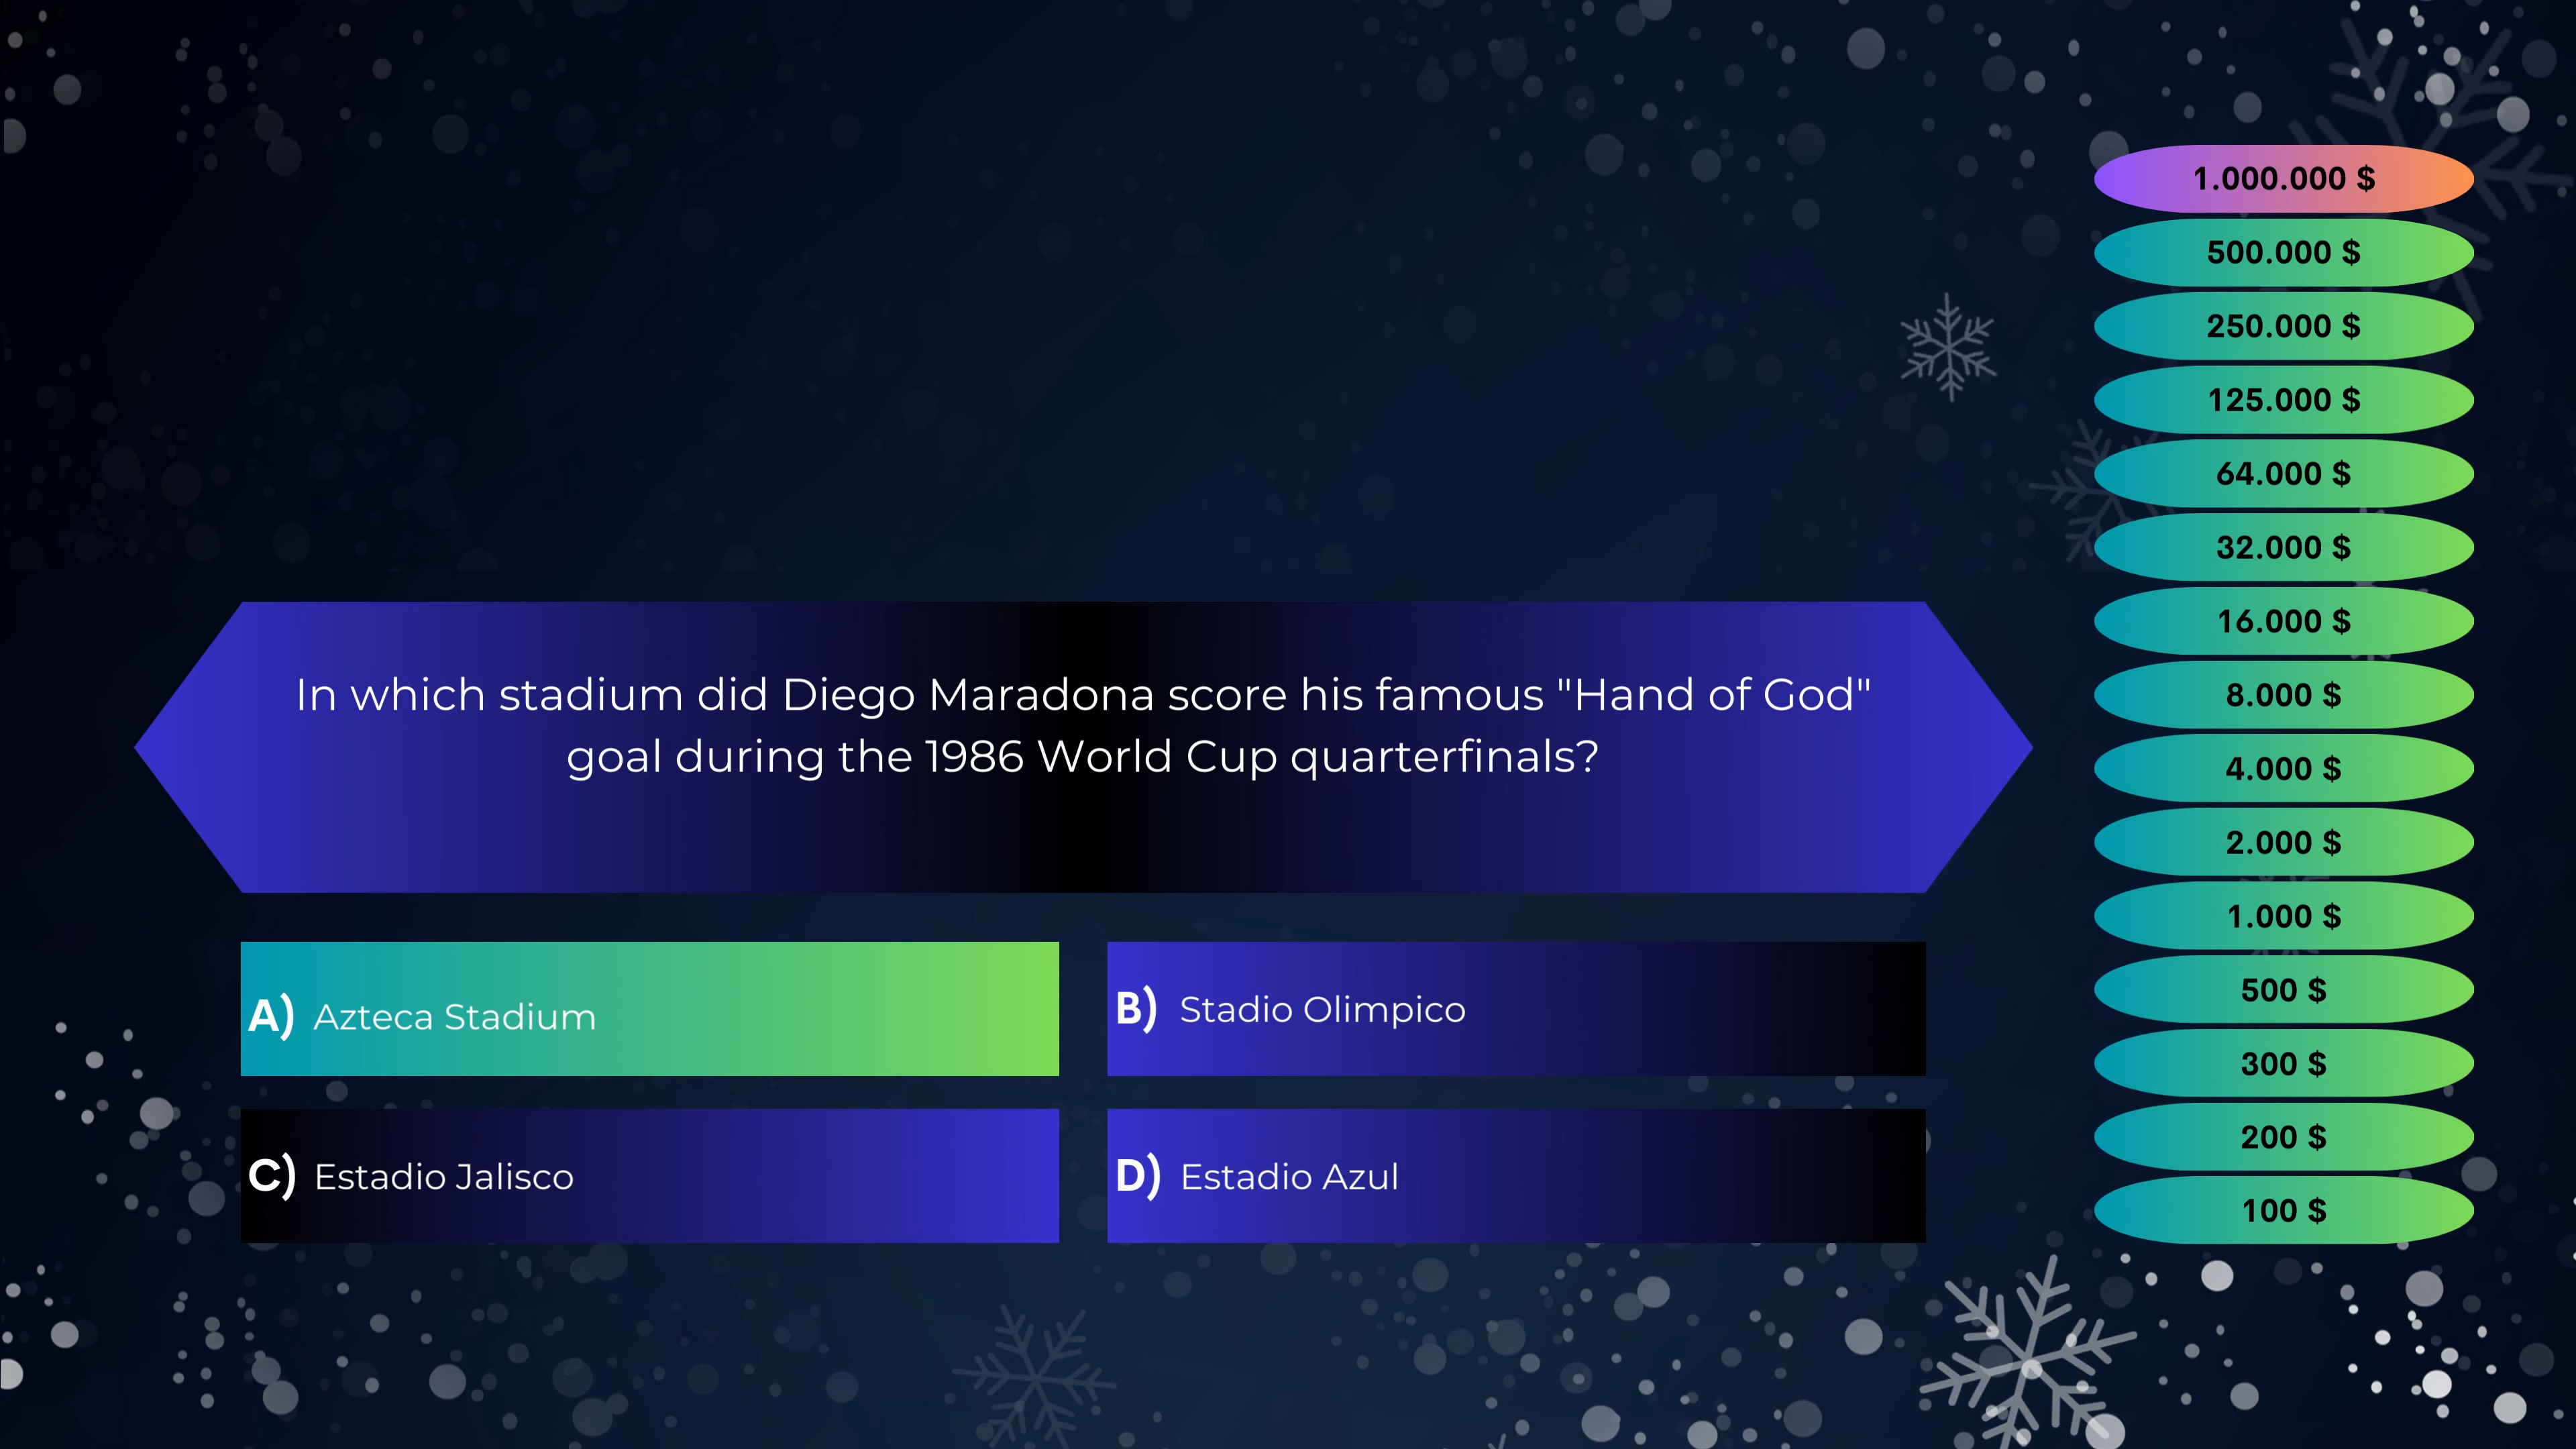 In which stadium did Diego Maradona score his famous "Hand of God"
goal during the 1986 World Cup quarterfinals?
A) Azteca Stadium
B) Stadio Olimpico
C) Estadio Jalisco
D) Estadio Azul
1.000.000 $
500.000 $
250.000 $
125.000 $
64.000 $
32.000 $
16.000 $
8.000 $
4.000 $
2.000 $
1.000 $
500 $
300 $
200 $
100 $